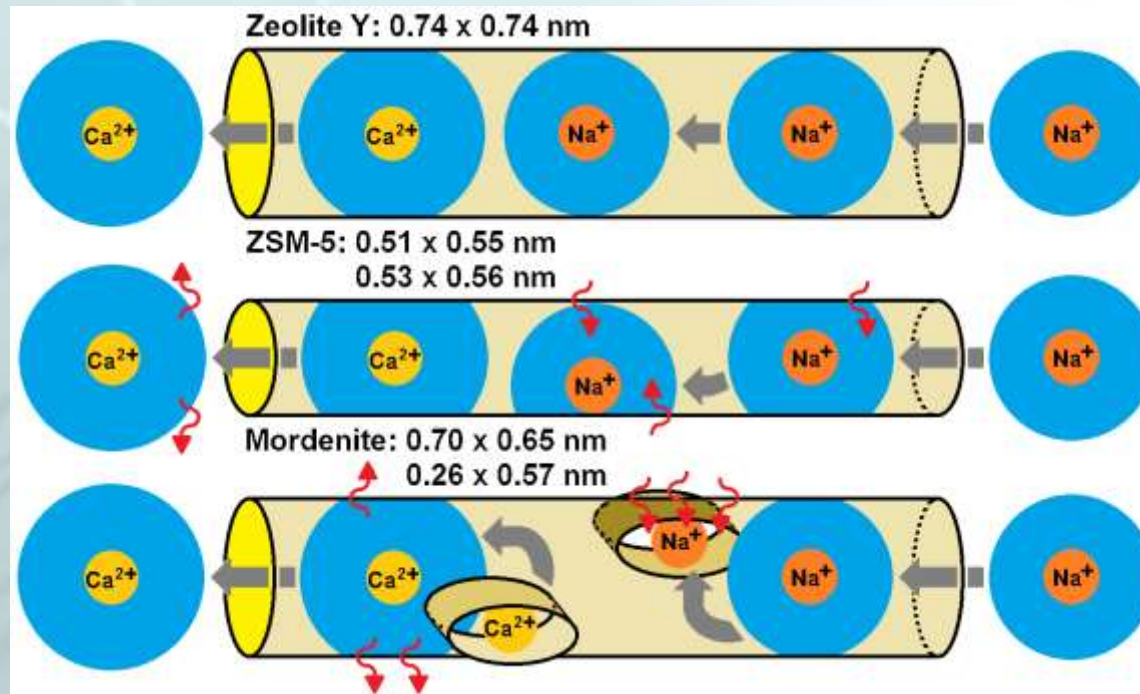 Zeolite Y: 0.74 x 0.74 nm
Ca²⁺ Ca²⁺ Na⁺ Na⁺ Na⁺
ZSM-5: 0.51 x 0.55 nm
0.53 x 0.56 nm
Ca²⁺ Ca²⁺ Na⁺ Na⁺ Na⁺
Mordenite: 0.70 x 0.65 nm
0.26 x 0.57 nm
Ca²⁺ Ca²⁺ Ca²⁺ Na⁺ Na⁺ Na⁺